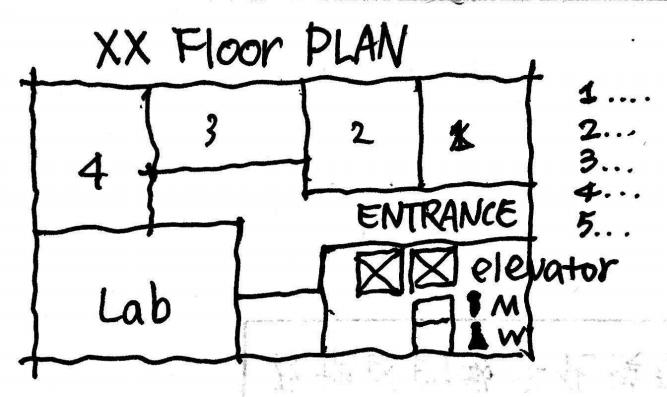 XX Floor PLAN
1....
2...
3...
4...
5...
3
2
1
4
ENTRANCE
elevator
M
W
Lab